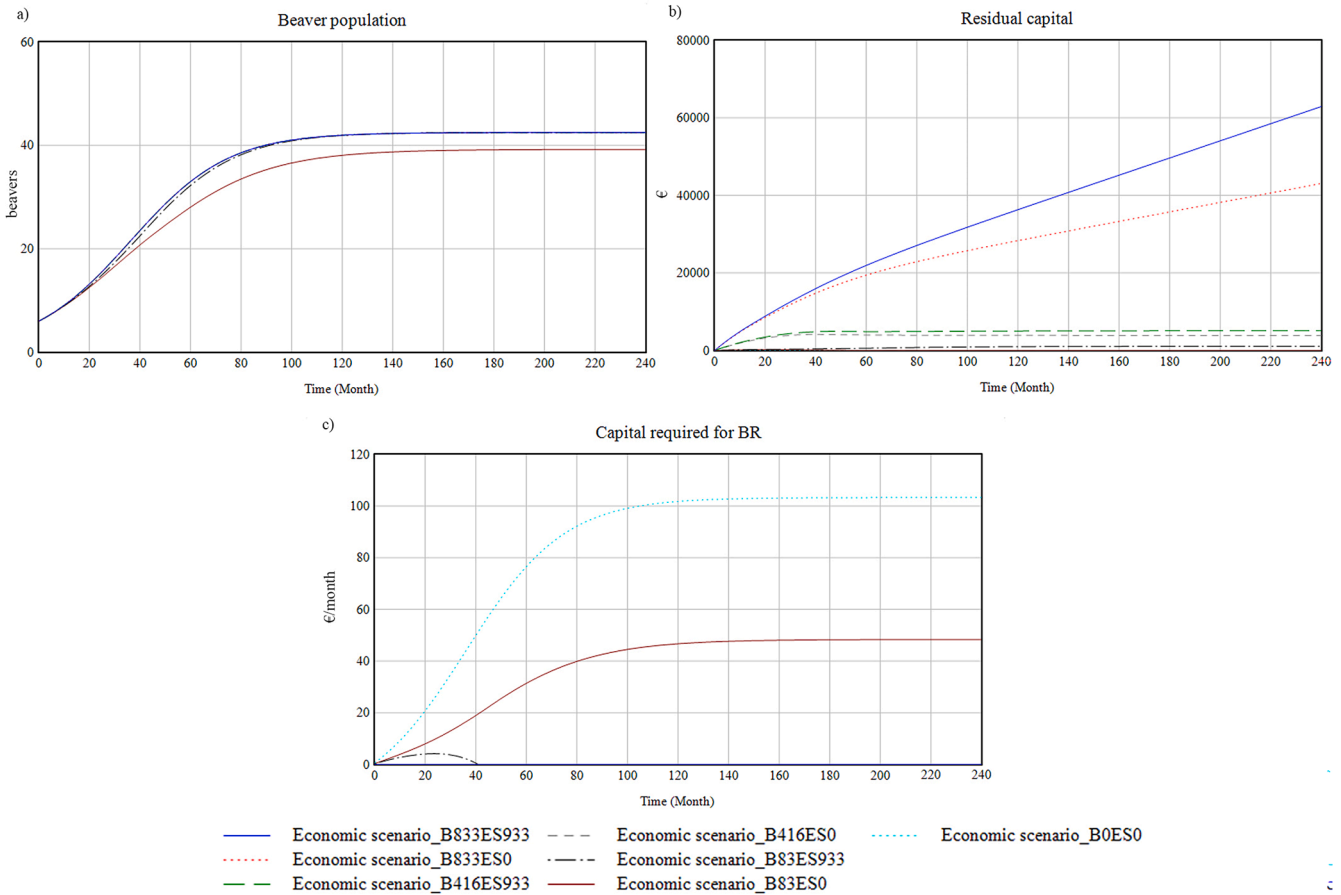 a)
Beaver population
60
40
20
0
beavers
0 20 40 60 80 100 120 140 160 180 200 220 240
Time (Month)
b)
Residual capital
80000
60000
40000
20000
0
€
0 20 40 60 80 100 120 140 160 180 200 220 240
Time (Month)
c)
Capital required for BR
120
100
80
60
40
20
0
€/month
0 20 40 60 80 100 120 140 160 180 200 220 240
Time (Month)
Economic scenario_B833ES933
Economic scenario_B833ES0
Economic scenario_B416ES933
Economic scenario_B416ES0
Economic scenario_B83ES933
Economic scenario_B83ES0
Economic scenario_B0ES0